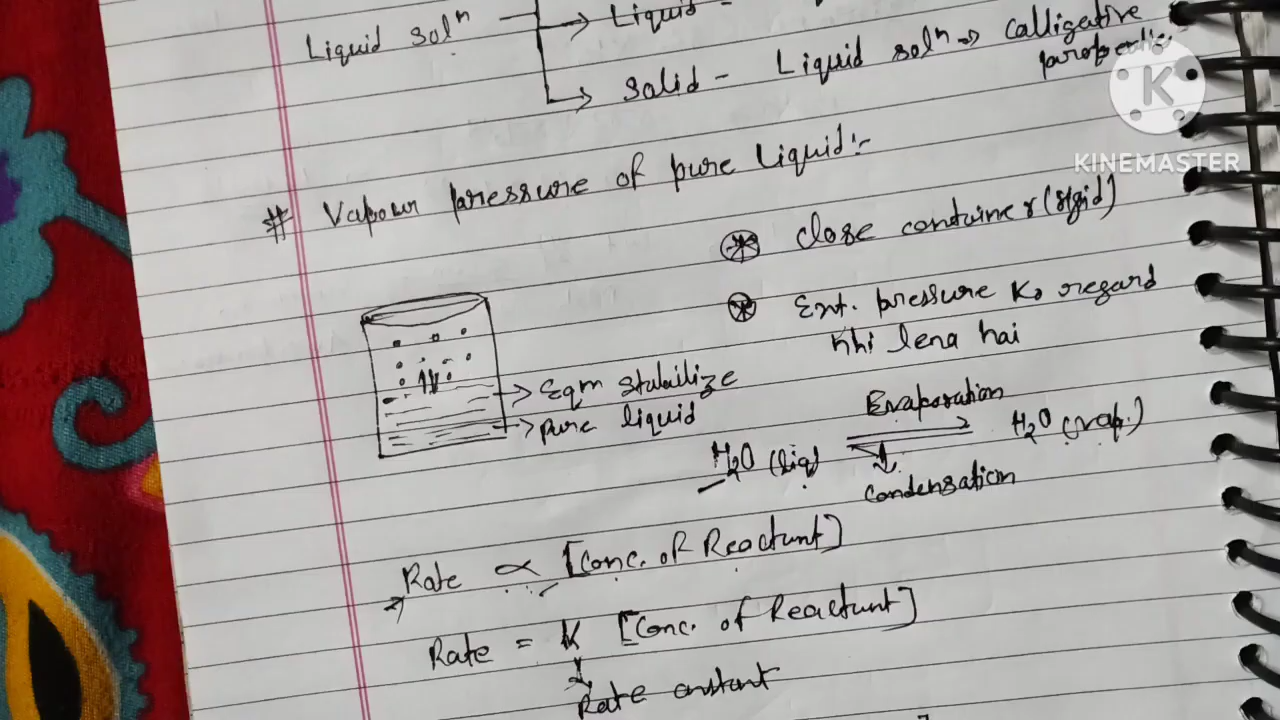 Liquid -
Liquid solⁿ
Solid - Liquid solⁿ => Calligative
properties
K
KINEMASTER
# Vapour pressure of pure Liquid:-
⊛ Close container (rigid)
⊛ Ext. pressure Ko regard
nhi lena hai
→ Eqm stabilize
→ pure liquid
Evaporation
H₂O (liq) ⇌ H₂O (vap.)
Condensation
Rate ∝ [Conc. of Reactant]
Rate = K [Conc. of Reactant]
Rate constant